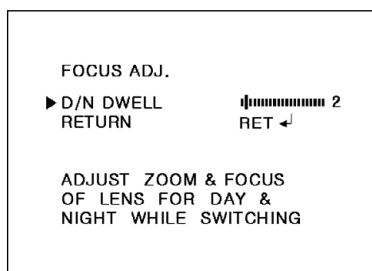 FOCUS ADJ.
▶ D/N DWELL 2
RETURN RET ↲
ADJUST ZOOM & FOCUS
OF LENS FOR DAY &
NIGHT WHILE SWITCHING